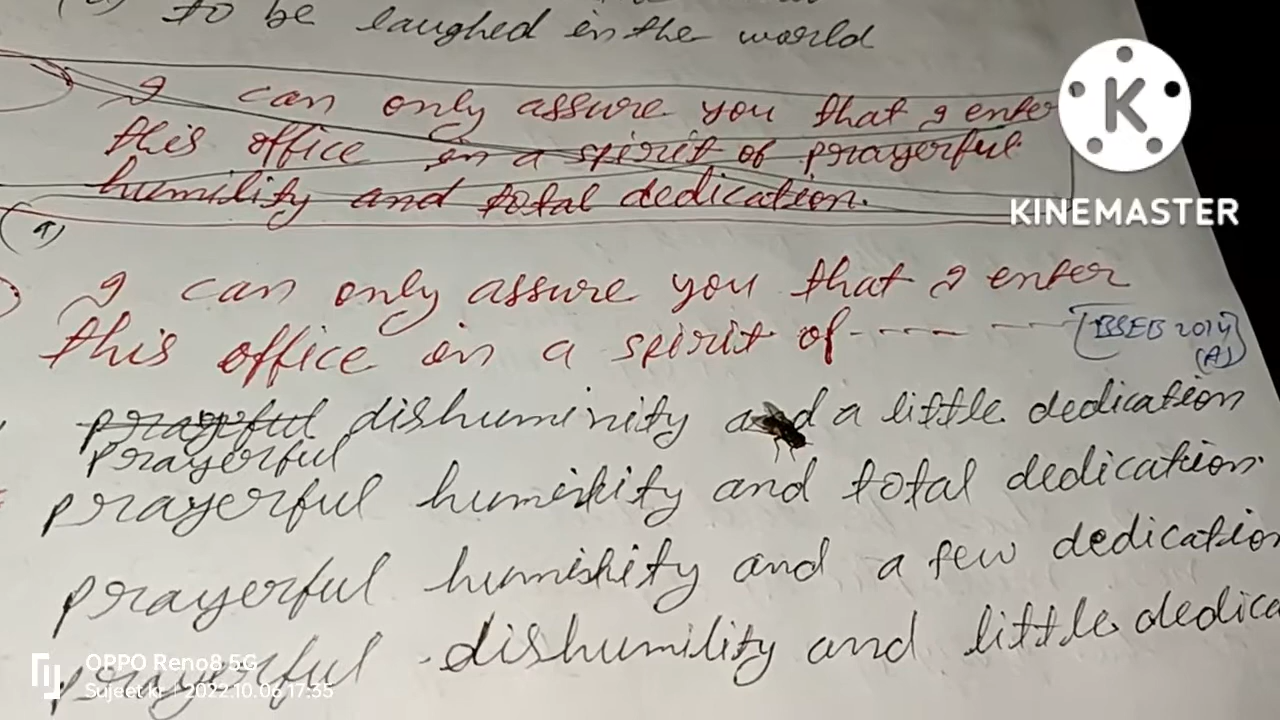 to be laughed in the world
I can only assure you that I enter
this office in a spirit of prayerful
humility and total dedication.
I can only assure you that I enter
this office in a spirit of---- --- [BSEB 2014 (A)]
prayerful dishuminity and a little dedication
prayerful
prayerful humility and total dedication
prayerful humility and a few dedication
prayerful dishumility and little dedica
K
KINEMASTER
OPPO Reno8 5G
Sujeet kr | 2022.10.06 17:35